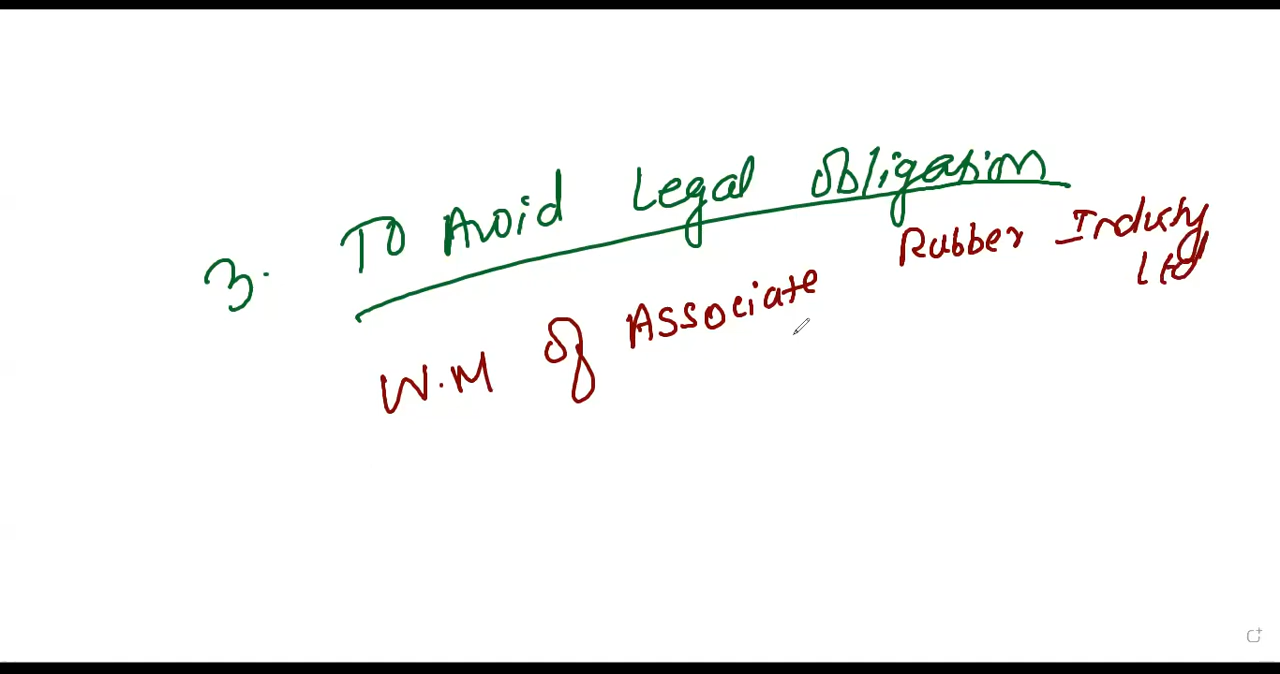 3. To Avoid Legal Obligation
W.M of Associate Rubber Industry
Ltd